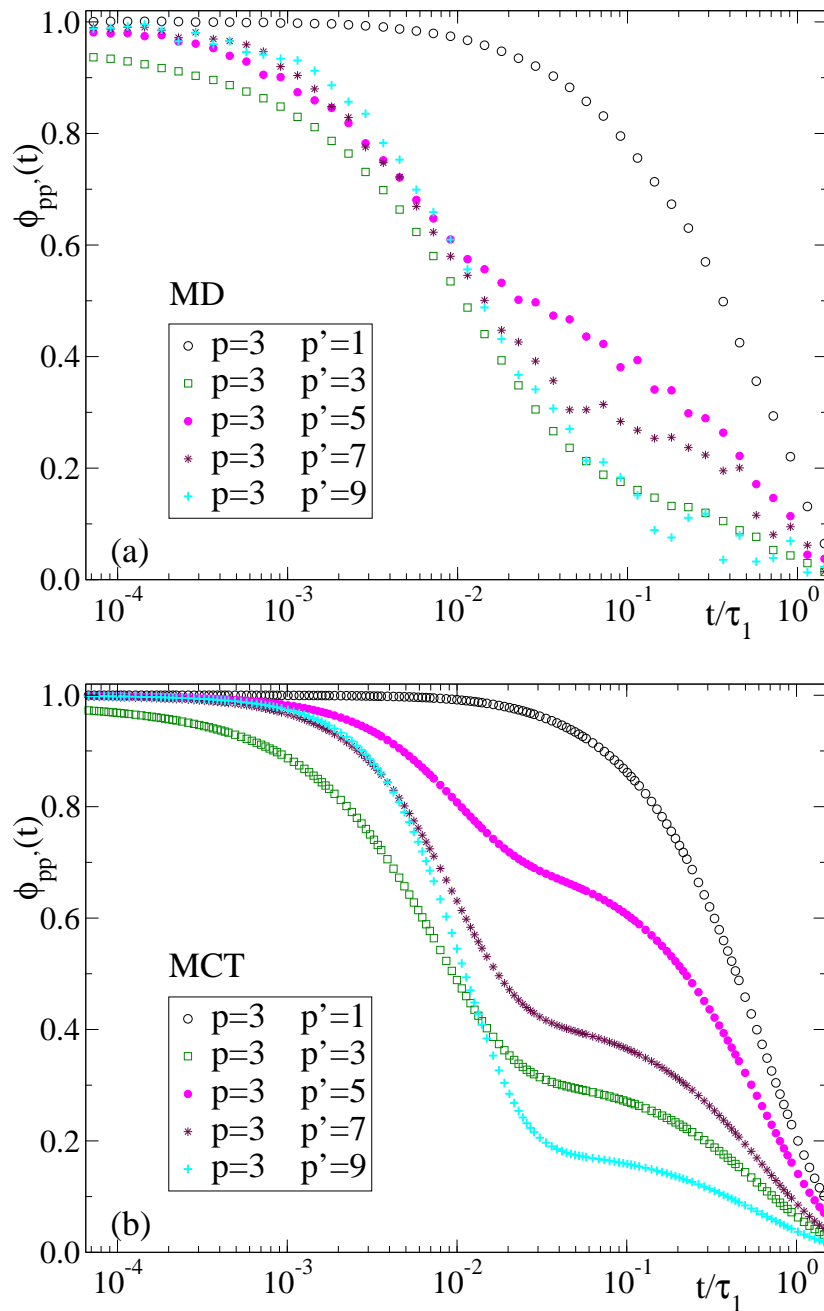 1.0
0.8
0.6
0.4
0.2
0.0
ϕpp'(t)
MD
p=3 p'=1
p=3 p'=3
p=3 p'=5
p=3 p'=7
p=3 p'=9
(a)
10^-4 10^-3 10^-2 10^-1 10^0
t/τ1
1.0
0.8
0.6
0.4
0.2
0.0
ϕpp'(t)
MCT
p=3 p'=1
p=3 p'=3
p=3 p'=5
p=3 p'=7
p=3 p'=9
(b)
10^-4 10^-3 10^-2 10^-1 10^0
t/τ1